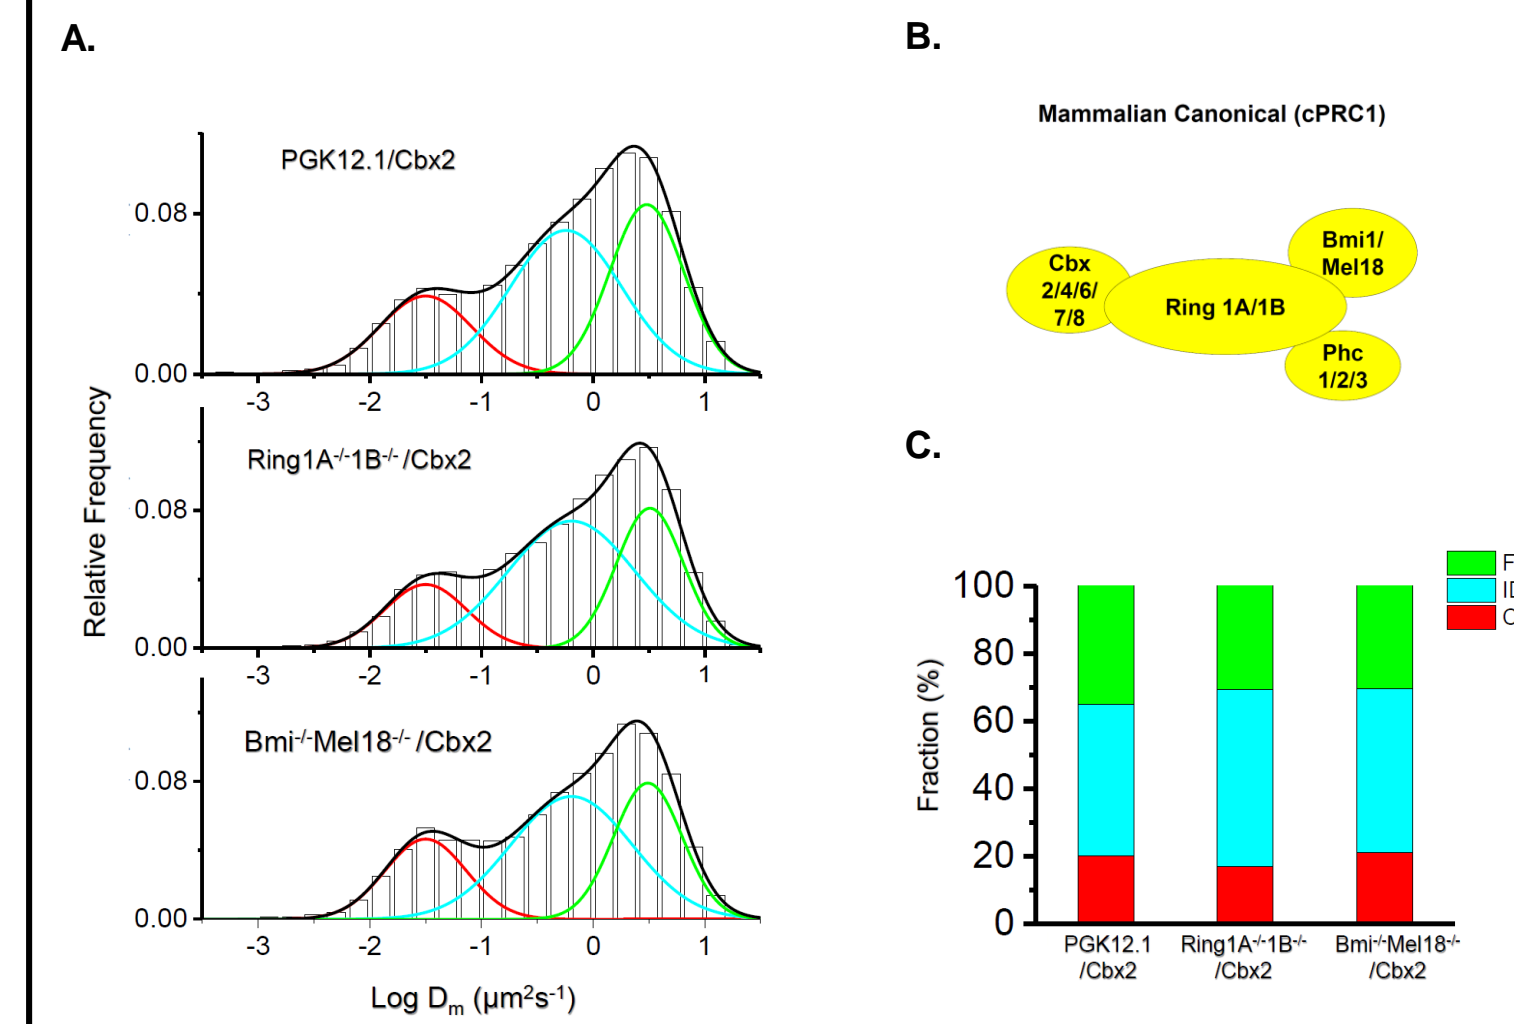 A.
PGK12.1/Cbx2
0.08
0.00
-3 -2 -1 0 1
Ring1A⁻/⁻1B⁻/⁻ /Cbx2
0.08
0.00
-3 -2 -1 0 1
Bmi⁻/⁻Mel18⁻/⁻ /Cbx2
0.08
0.00
-3 -2 -1 0 1
Relative Frequency
Log Dₘ (µm²s⁻¹)
B.
Mammalian Canonical (cPRC1)
Cbx
2/4/6/
7/8
Ring 1A/1B
Bmi1/
Mel18
Phc
1/2/3
C.
100
80
60
40
20
0
Fraction (%)
PGK12.1
/Cbx2
Ring1A⁻/⁻1B⁻/⁻
/Cbx2
Bmi⁻/⁻Mel18⁻/⁻
/Cbx2